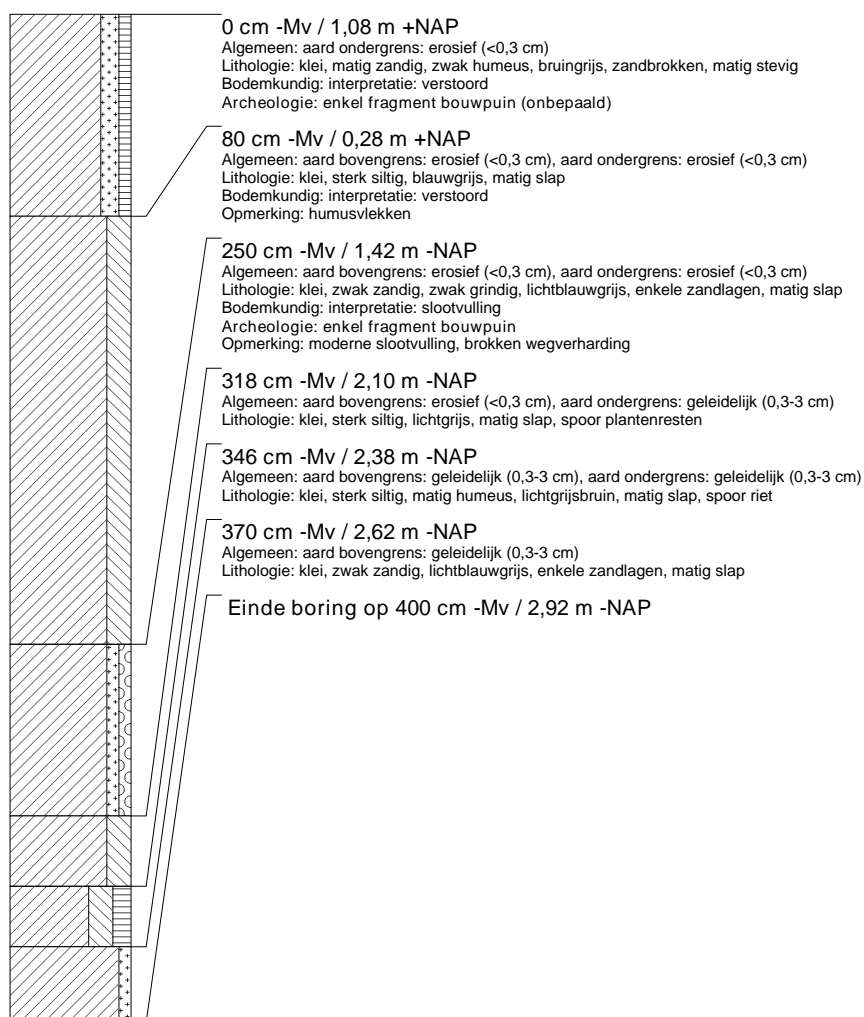 0 cm -Mv / 1,08 m +NAP
Algemeen: aard ondergrens: erosief (<0,3 cm)
Lithologie: klei, matig zandig, zwak humeus, bruingrijs, zandbrokken, matig stevig
Bodemkundig: interpretatie: verstoord
Archeologie: enkel fragment bouwpuin (onbepaald)
80 cm -Mv / 0,28 m +NAP
Algemeen: aard bovengrens: erosief (<0,3 cm), aard ondergrens: erosief (<0,3 cm)
Lithologie: klei, sterk siltig, blauwgrijs, matig slap
Bodemkundig: interpretatie: verstoord
Opmerking: humusvlekken
250 cm -Mv / 1,42 m -NAP
Algemeen: aard bovengrens: erosief (<0,3 cm), aard ondergrens: erosief (<0,3 cm)
Lithologie: klei, zwak zandig, zwak grindig, lichtblauwgrijs, enkele zandlagen, matig slap
Bodemkundig: interpretatie: slootvulling
Archeologie: enkel fragment bouwpuin
Opmerking: moderne slootvulling, brokken wegverharding
318 cm -Mv / 2,10 m -NAP
Algemeen: aard bovengrens: erosief (<0,3 cm), aard ondergrens: geleidelijk (0,3-3 cm)
Lithologie: klei, sterk siltig, lichtgrijs, matig slap, spoor plantenresten
346 cm -Mv / 2,38 m -NAP
Algemeen: aard bovengrens: geleidelijk (0,3-3 cm), aard ondergrens: geleidelijk (0,3-3 cm)
Lithologie: klei, sterk siltig, matig humeus, lichtgrijsbruin, matig slap, spoor riet
370 cm -Mv / 2,62 m -NAP
Algemeen: aard bovengrens: geleidelijk (0,3-3 cm)
Lithologie: klei, zwak zandig, lichtblauwgrijs, enkele zandlagen, matig slap
Einde boring op 400 cm -Mv / 2,92 m -NAP